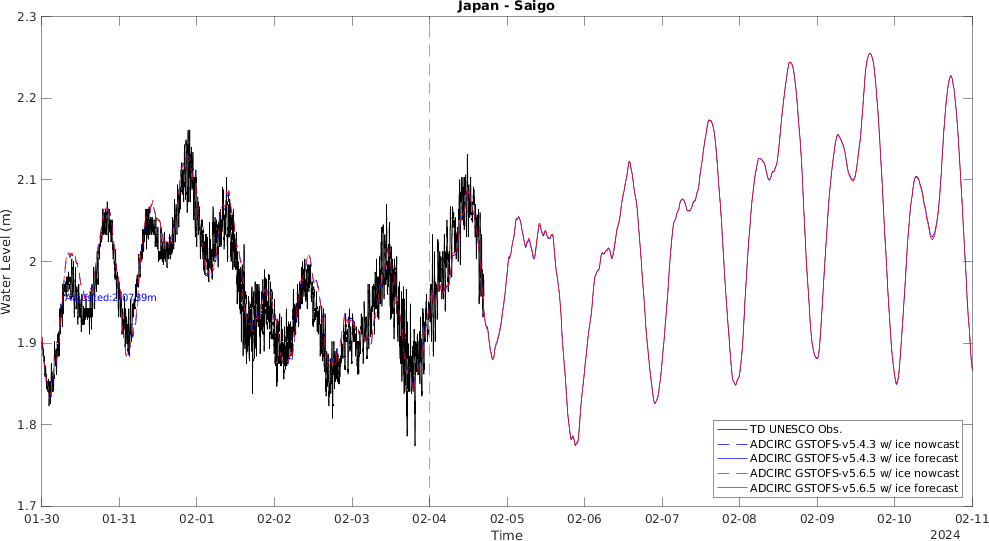 Japan - Saigo
2.3
2.2
2.1
2
1.9
1.8
1.7
Water Level (m)
Adjusted:2.0739m
TD UNESCO Obs.
ADCIRC GSTOFS-v5.4.3 w/ ice nowcast
ADCIRC GSTOFS-v5.4.3 w/ ice forecast
ADCIRC GSTOFS-v5.6.5 w/ ice nowcast
ADCIRC GSTOFS-v5.6.5 w/ ice forecast
01-30 01-31 02-01 02-02 02-03 02-04 02-05 02-06 02-07 02-08 02-09 02-10 02-11
Time
2024